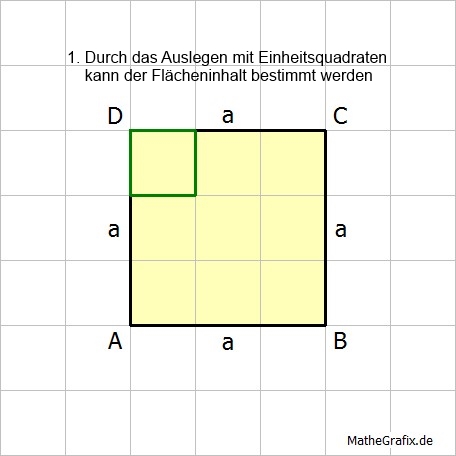 1. Durch das Auslegen mit Einheitsquadraten
kann der Flächeninhalt bestimmt werden
D a C
a a
A a B
MatheGrafix.de